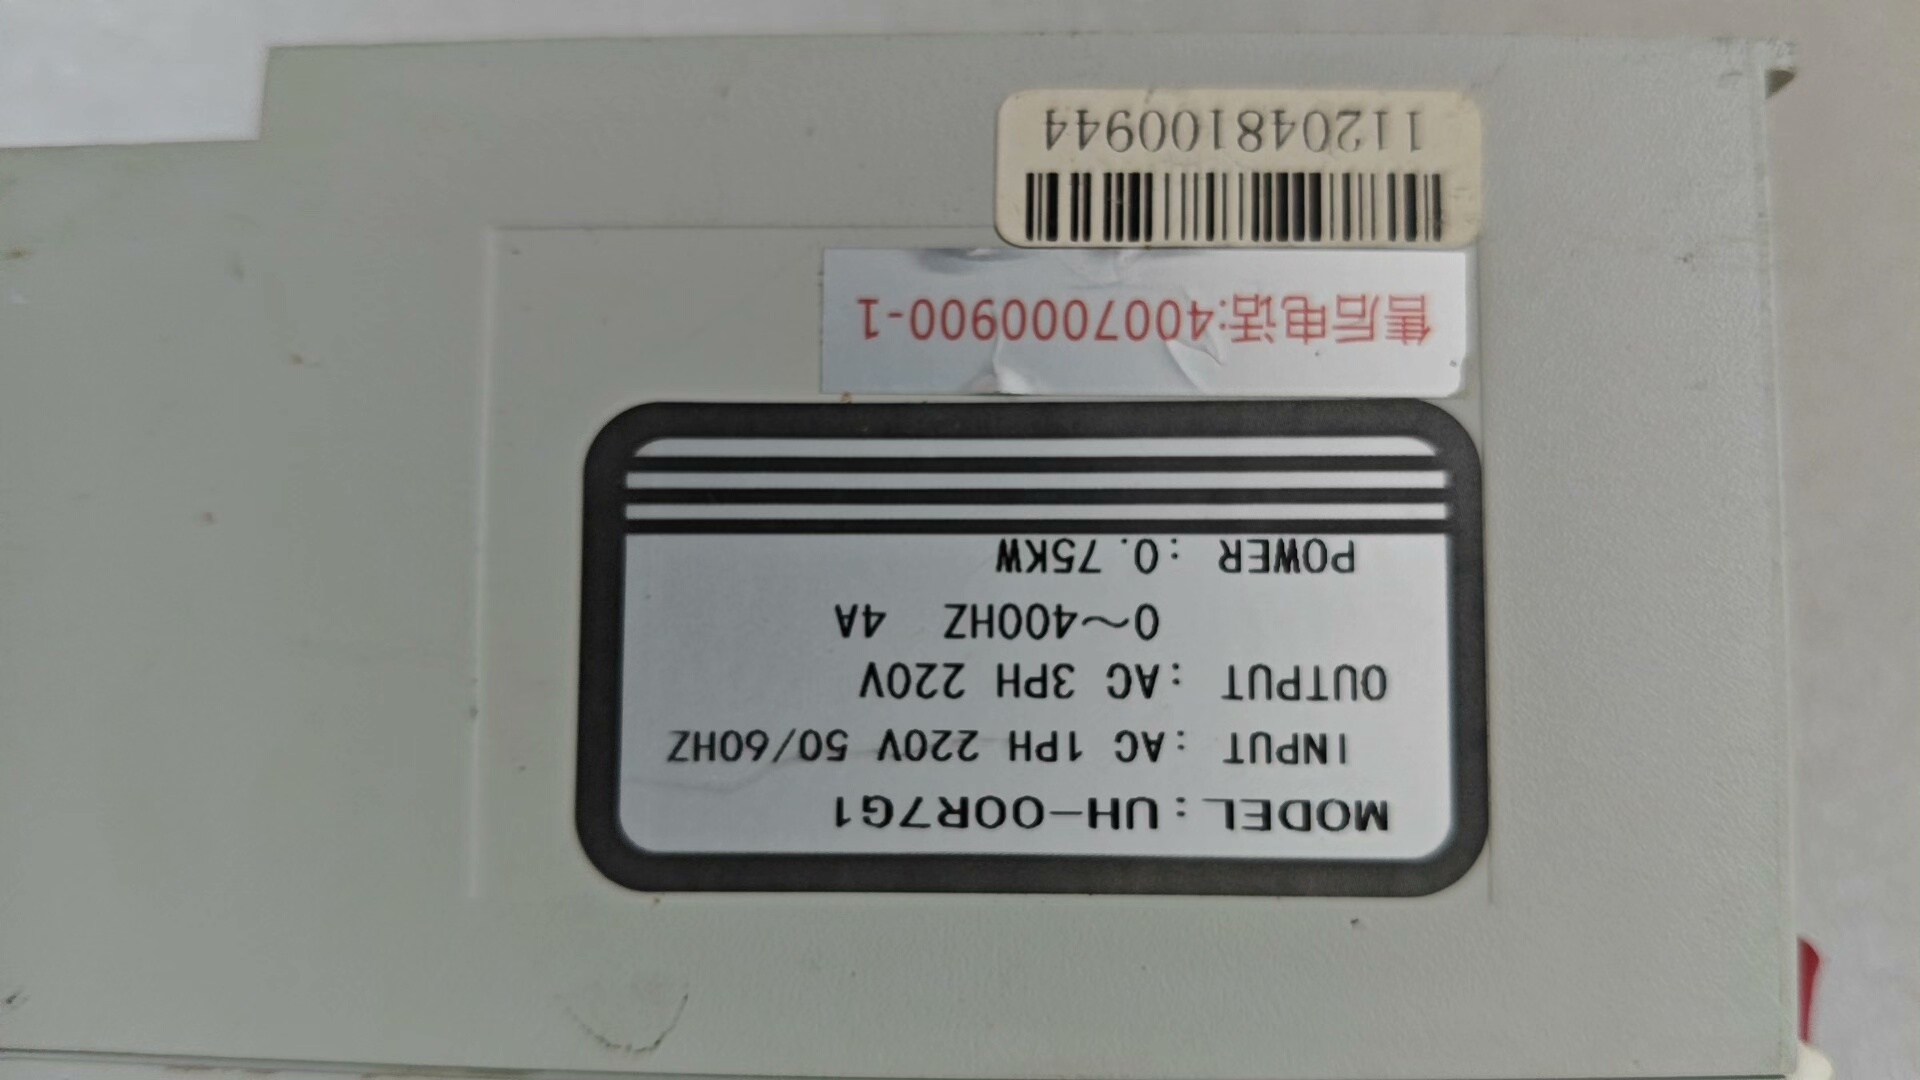 MODEL:UH-00R7G1
INPUT :AC 1PH 220V 50/60HZ
OUTPUT :AC 3PH 220V
0～400HZ 4A
POWER :0.75KW
售后电话:4007000900-1
112048100944